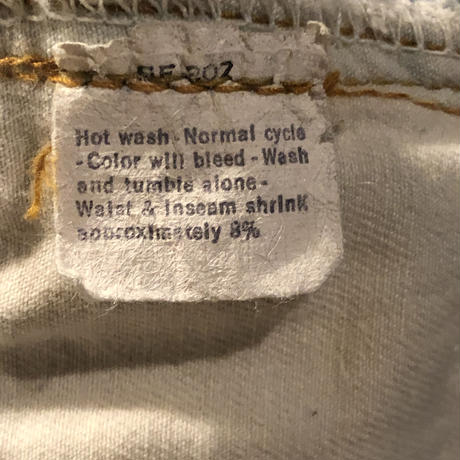 Hot wash-Normal cycle
-Color will bleed-Wash
and tumble alone-
Waist & inseam shrink
approximately 8%